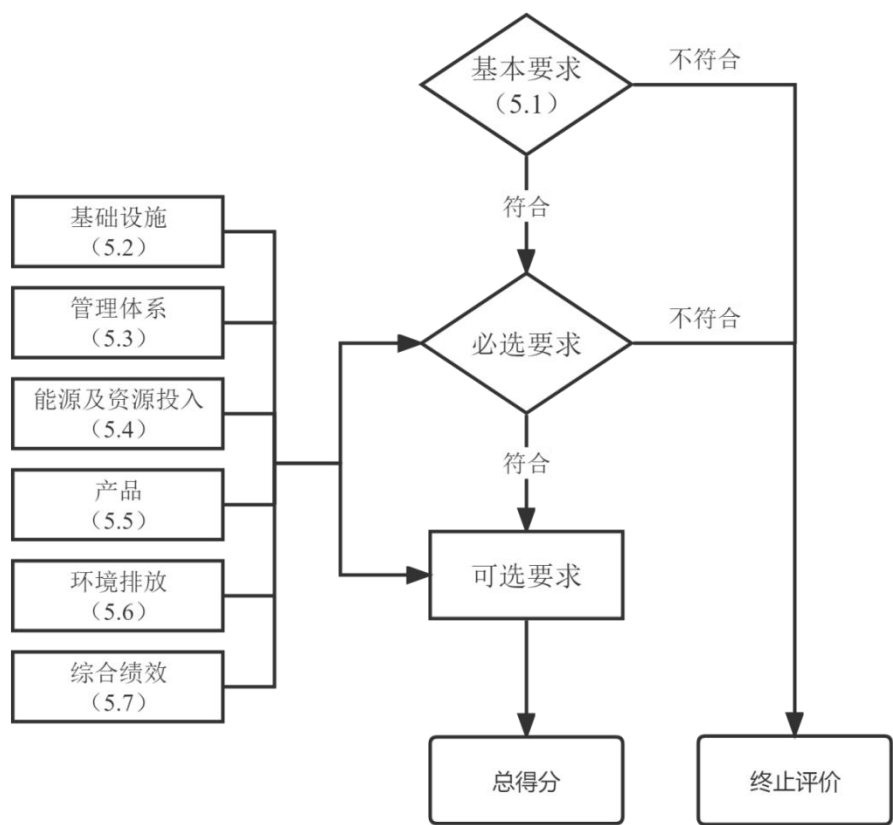 基本要求
（5.1）
不符合
符合
基础设施
（5.2）
管理体系
（5.3）
必选要求
不符合
能源及资源投入
（5.4）
符合
产品
（5.5）
可选要求
环境排放
（5.6）
综合绩效
（5.7）
总得分
终止评价